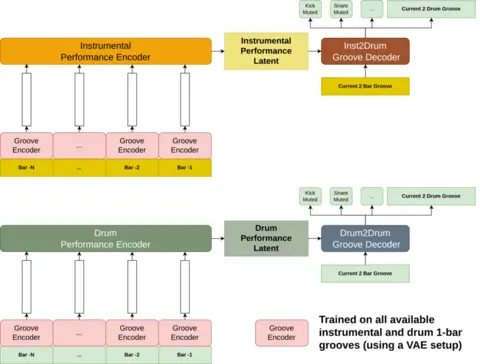 Kick
Muted
Snare
Muted
...
Current 2 Drum Groove
Instrumental
Performance Encoder
Instrumental
Performance
Latent
Inst2Drum
Groove Decoder
Current 2 Bar Groove
Groove
Encoder
...
Groove
Encoder
Groove
Encoder
Bar -N
...
Bar -2
Bar -1
Kick
Muted
Snare
Muted
...
Current 2 Drum Groove
Drum
Performance Encoder
Drum
Performance
Latent
Drum2Drum
Groove Decoder
Current 2 Bar Groove
Groove
Encoder
...
Groove
Encoder
Groove
Encoder
Bar -N
...
Bar -2
Bar -1
Groove
Encoder
Trained on all available
instrumental and drum 1-bar
grooves (using a VAE setup)